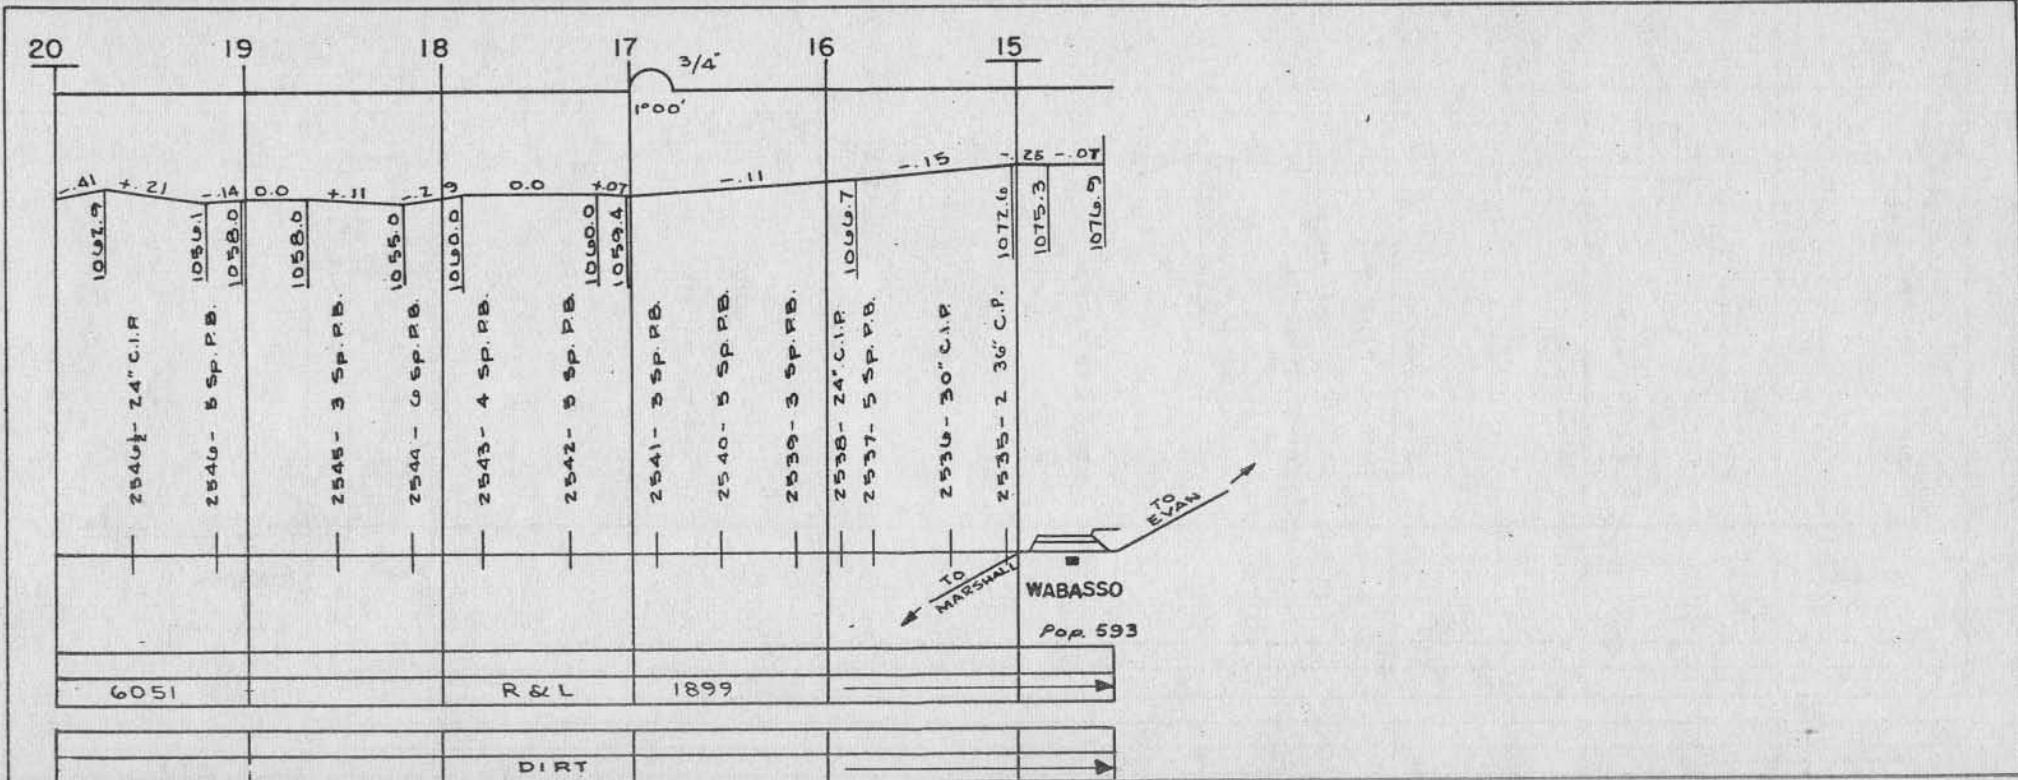 20 19 18 17 16 15
3/4"
1°00'
-.41 +.21 -.14 0.0 +.11 -.29 0.0 +.07 -.11 -.15 -.25 -.07
1062.9
1056.1
1058.0
1058.0
1055.0
1060.0
1060.0
1059.4
1066.7
1072.6
1075.3
1076.9
2546½- 24" C.I.P.
2546- 5 Sp. P.B.
2545- 3 Sp. P.B.
2544- 6 Sp. P.B.
2543- 4 Sp. P.B.
2542- 5 Sp. P.B.
2541- 3 Sp. P.B.
2540- 5 Sp. P.B.
2539- 3 Sp. P.B.
2538- 24" C.I.P.
2537- 5 Sp. P.B.
2536- 30" C.I.P.
2535- 2 36" C.P.
TO
EVAN
TO
MARSHALL
WABASSO
Pop. 593
6051 R & L 1899
DIRT